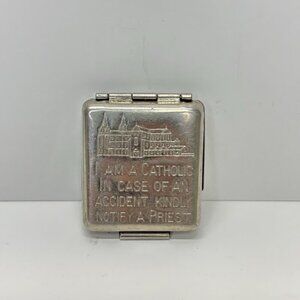 I AM A CATHOLIC
IN CASE OF AN
ACCIDENT KINDLY
NOTIFY A PRIEST